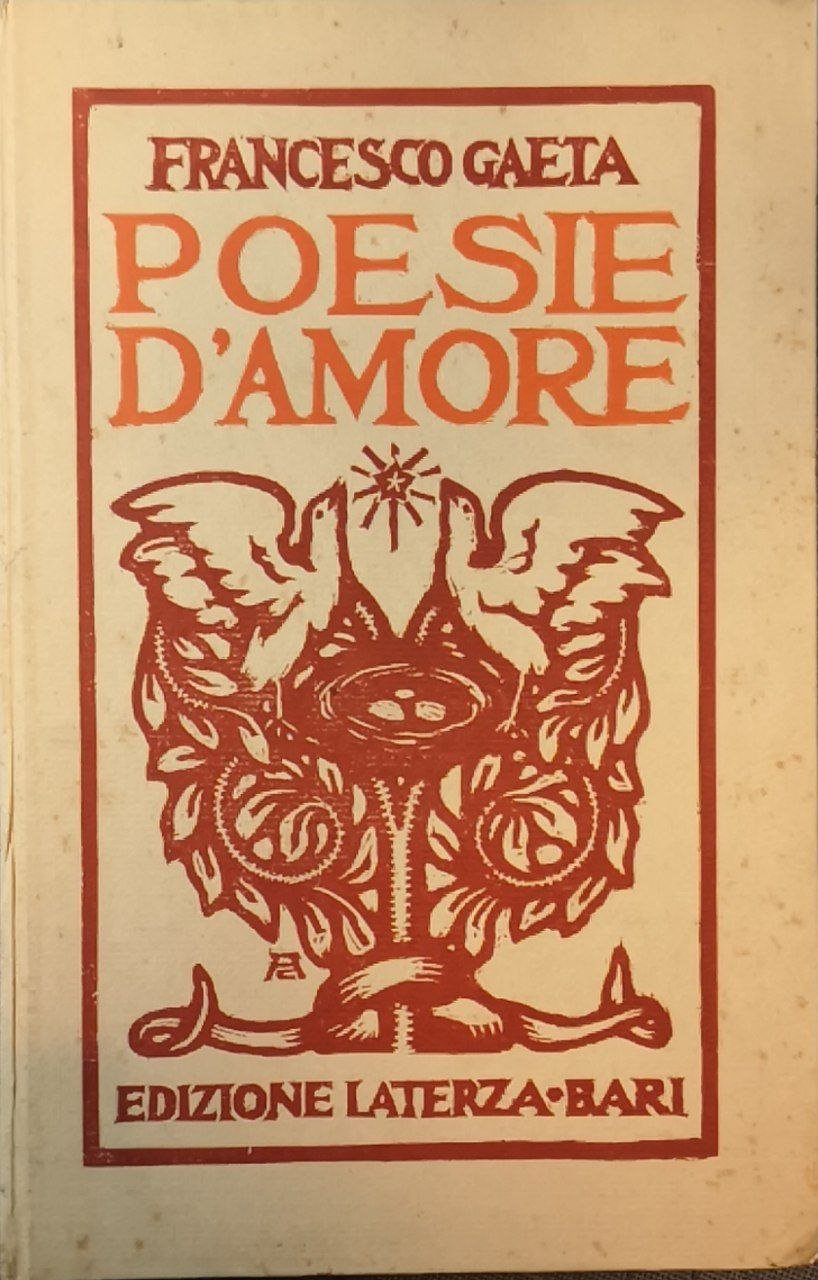 FRANCESCO GAETA
POESIE
D'AMORE
EDIZIONE LATERZA•BARI